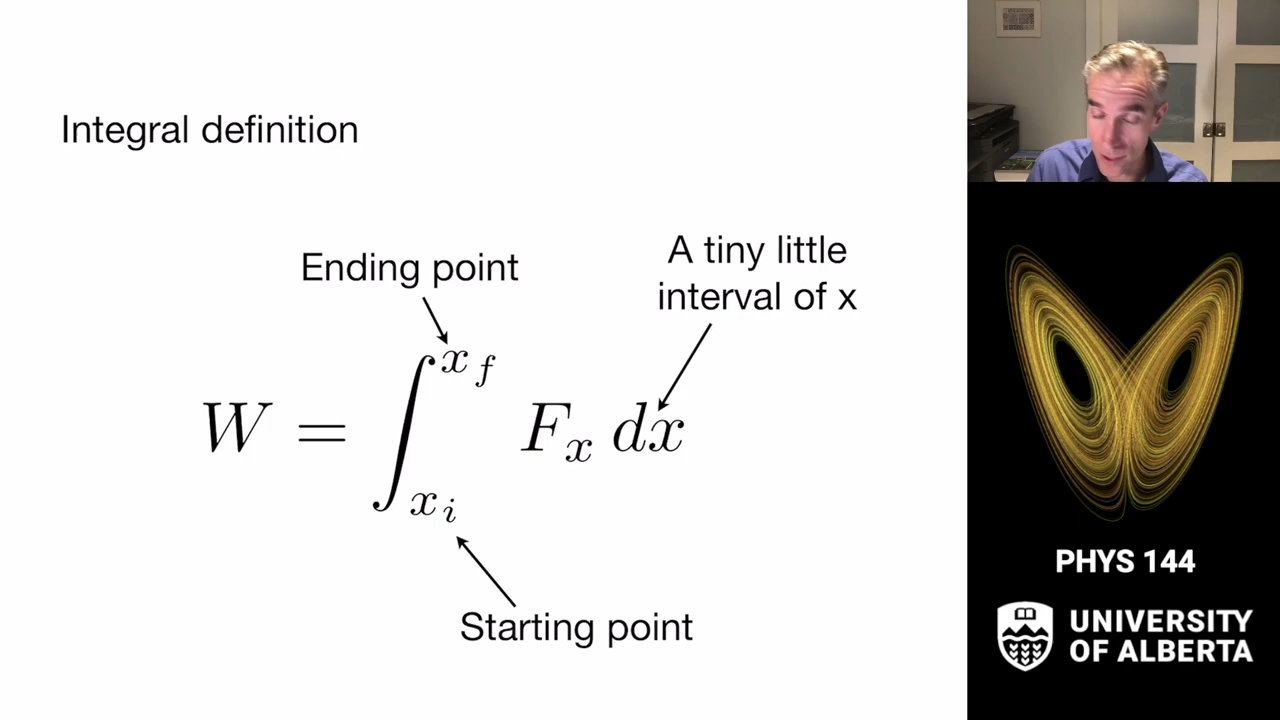 Integral definition
Ending point
A tiny little
interval of x
W = ∫_{x_i}^{x_f} F_x dx
Starting point
PHYS 144
UNIVERSITY
OF ALBERTA